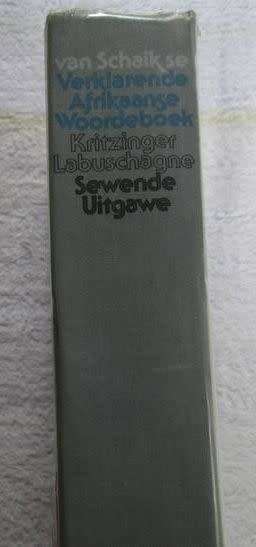 van Schaik se
Verklarende
Afrikaanse
Woordeboek
Kritzinger
Labuschagne
Sewende
Uitgawe